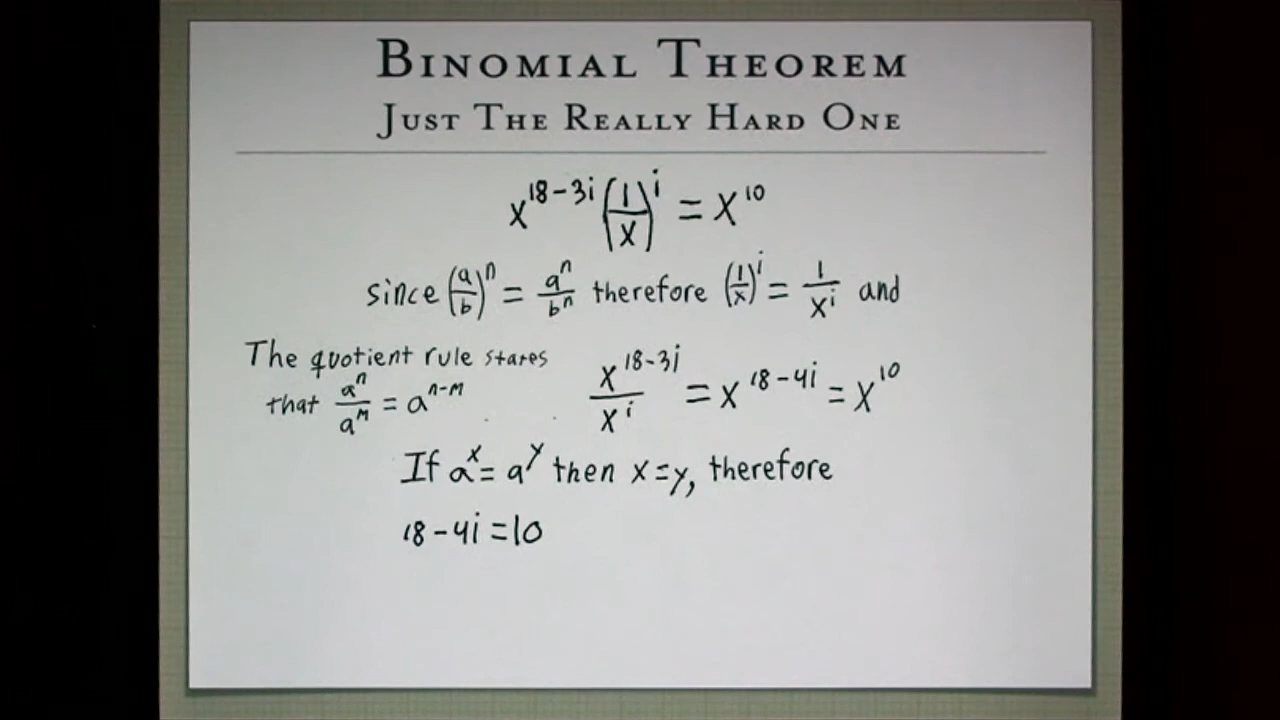 BINOMIAL THEOREM
JUST THE REALLY HARD ONE
x^{18-3i} (1/x)^i = x^{10}
since (a/b)^n = a^n/b^n therefore (1/x)^i = 1/x^i and
The quotient rule stares
that a^n/a^m = a^{n-m}
x^{18-3i}/x^i = x^{18-4i} = x^{10}
If a^x = a^y then x=y, therefore
18-4i=10